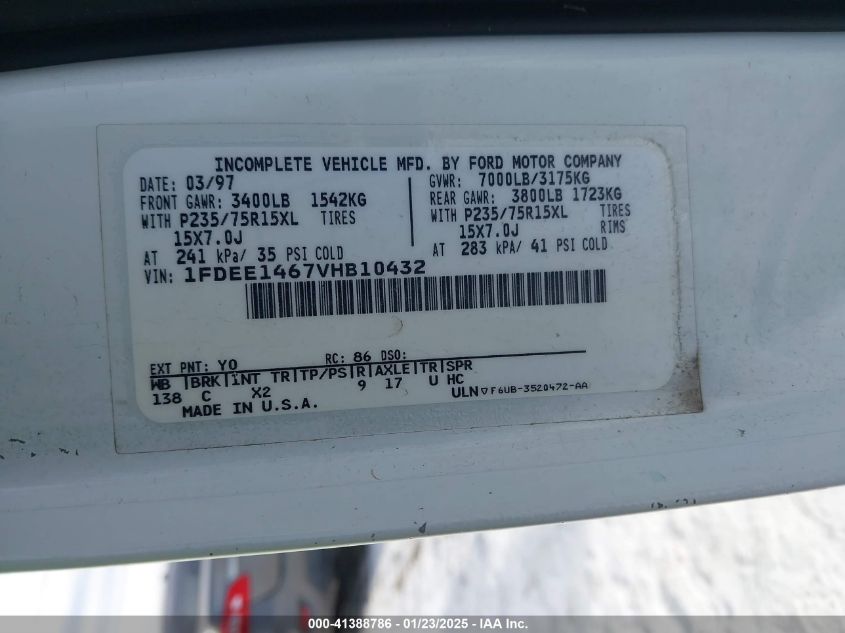 INCOMPLETE VEHICLE MFD. BY FORD MOTOR COMPANY
DATE: 03/97 GVWR: 7000LB/3175KG
FRONT GAWR: 3400LB 1542KG REAR GAWR: 3800LB 1723KG
WITH P235/75R15XL TIRES WITH P235/75R15XL TIRES
15X7.0J 15X7.0J RIMS
AT 241 kPa/ 35 PSI COLD AT 283 kPa/ 41 PSI COLD
VIN: 1FDEE1467VHB10432
EXT PNT: YO RC: 86 DSO:
WB |BRK|INT TR|TP/PS|R|AXLE|TR|SPR
138 C X2 9 17 U HC
MADE IN U.S.A. ULN ▽ F6UB-3520472-AA
000-41388786 - 01/23/2025 - IAA Inc.